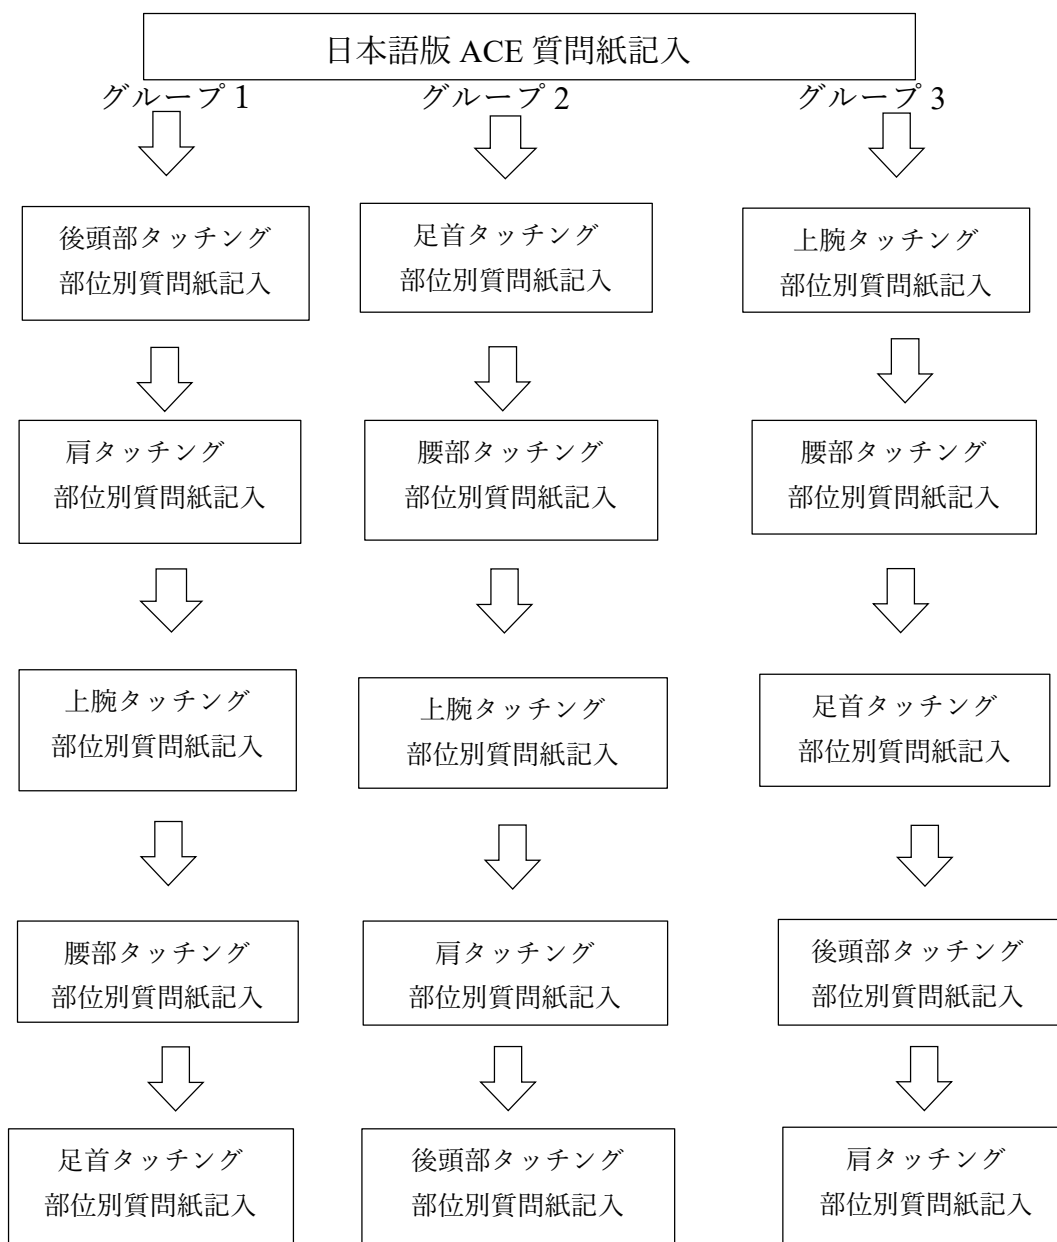 日本語版 ACE 質問紙記入
グループ 1
グループ 2
グループ 3
後頭部タッチング
部位別質問紙記入
足首タッチング
部位別質問紙記入
上腕タッチング
部位別質問紙記入
肩タッチング
部位別質問紙記入
腰部タッチング
部位別質問紙記入
腰部タッチング
部位別質問紙記入
上腕タッチング
部位別質問紙記入
上腕タッチング
部位別質問紙記入
足首タッチング
部位別質問紙記入
腰部タッチング
部位別質問紙記入
肩タッチング
部位別質問紙記入
後頭部タッチング
部位別質問紙記入
足首タッチング
部位別質問紙記入
後頭部タッチング
部位別質問紙記入
肩タッチング
部位別質問紙記入